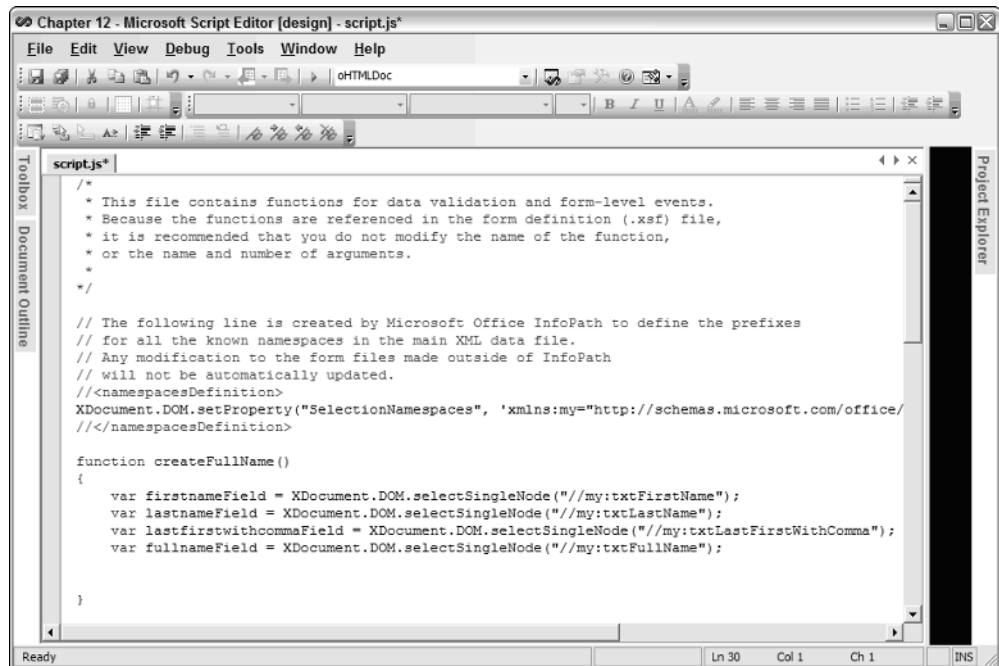 Chapter 12 - Microsoft Script Editor [design] - script.js*
File Edit View Debug Tools Window Help
oHTMLDoc
B I U A
Toolbox
Document Outline
Project Explorer
script.js*
/*
* This file contains functions for data validation and form-level events.
* Because the functions are referenced in the form definition (.xsf) file,
* it is recommended that you do not modify the name of the function,
* or the name and number of arguments.
*
*/
// The following line is created by Microsoft Office InfoPath to define the prefixes
// for all the known namespaces in the main XML data file.
// Any modification to the form files made outside of InfoPath
// will not be automatically updated.
//<namespacesDefinition>
XDocument.DOM.setProperty("SelectionNamespaces", 'xmlns:my="http://schemas.microsoft.com/office/
//</namespacesDefinition>
function createFullName()
{
var firstnameField = XDocument.DOM.selectSingleNode("//my:txtFirstName");
var lastnameField = XDocument.DOM.selectSingleNode("//my:txtLastName");
var lastfirstwithcommaField = XDocument.DOM.selectSingleNode("//my:txtLastFirstWithComma");
var fullnameField = XDocument.DOM.selectSingleNode("//my:txtFullName");
}
Ready Ln 30 Col 1 Ch 1 INS